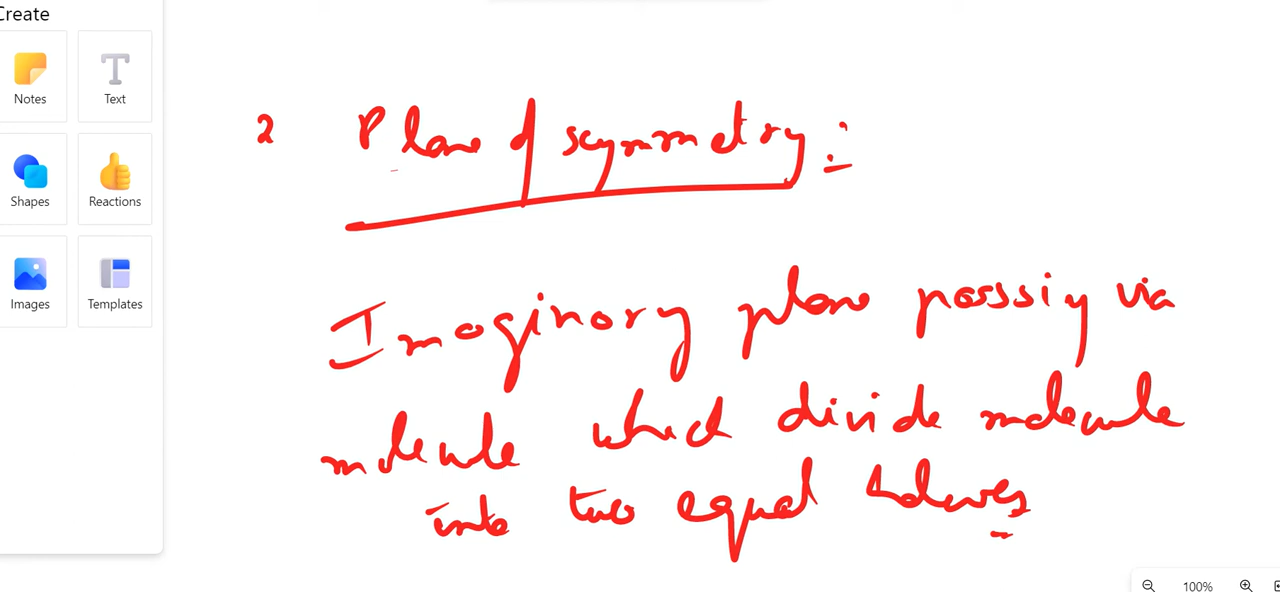 Create
Notes
Text
Shapes
Reactions
Images
Templates
2 Plane of symmetry :
Imaginary plane passing via
molecule which divide molecule
into two equal
100%